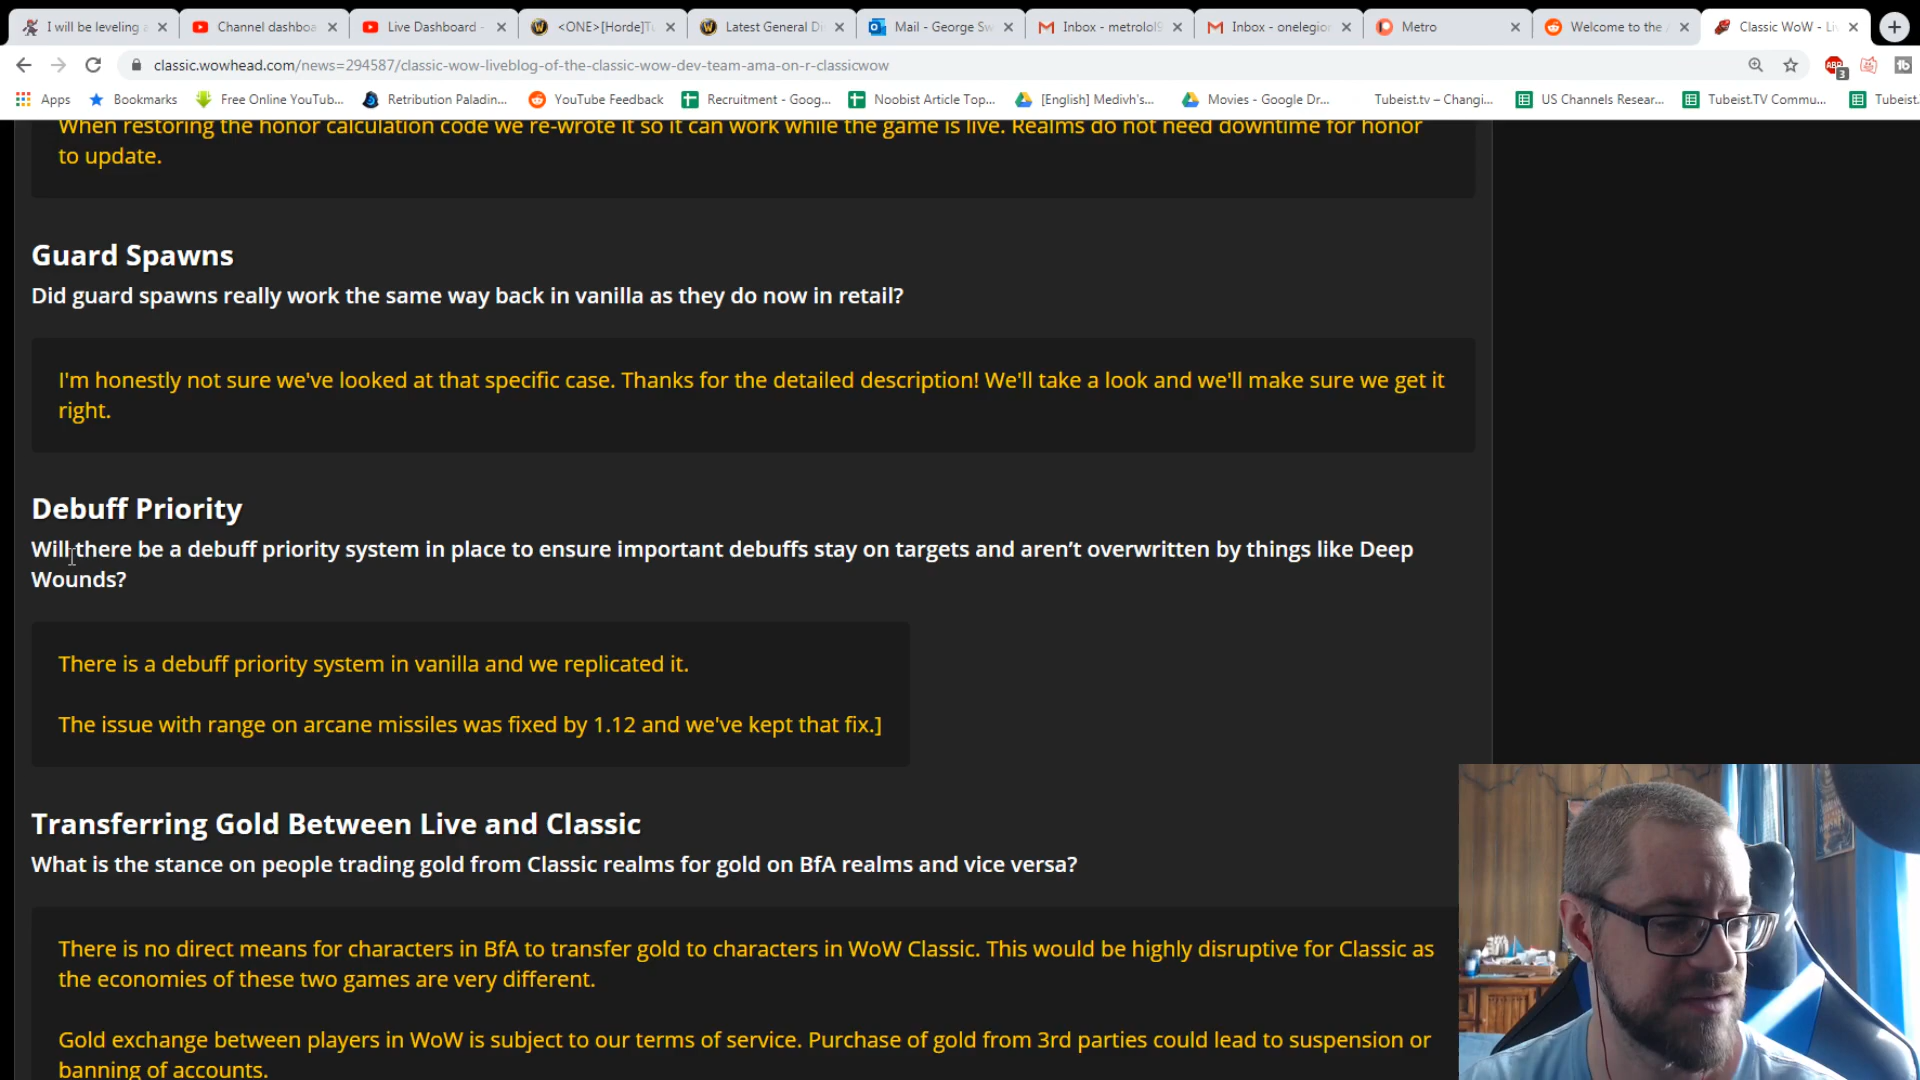 I will be leveling a
Channel dashboa
Live Dashboard -
<ONE>[Horde]Tu
Latest General Di
Mail - George Sw
Inbox - metrolol9
Inbox - onelegior
Metro
Welcome to the
Classic WoW - Li
classic.wowhead.com/news=294587/classic-wow-liveblog-of-the-classic-wow-dev-team-ama-on-r-classicwow
ABP
3
tb
Apps
Bookmarks
Free Online YouTub...
Retribution Paladin...
YouTube Feedback
Recruitment - Goog...
Noobist Article Top...
[English] Medivh's...
Movies - Google Dr...
Tubeist.tv – Changi...
US Channels Resear...
Tubeist.TV Commu...
Tubeist.
When restoring the honor calculation code we re-wrote it so it can work while the game is live. Realms do not need downtime for honor
to update.
Guard Spawns
Did guard spawns really work the same way back in vanilla as they do now in retail?
I'm honestly not sure we've looked at that specific case. Thanks for the detailed description! We'll take a look and we'll make sure we get it
right.
Debuff Priority
Will there be a debuff priority system in place to ensure important debuffs stay on targets and aren’t overwritten by things like Deep
Wounds?
There is a debuff priority system in vanilla and we replicated it.
The issue with range on arcane missiles was fixed by 1.12 and we've kept that fix.]
Transferring Gold Between Live and Classic
What is the stance on people trading gold from Classic realms for gold on BfA realms and vice versa?
There is no direct means for characters in BfA to transfer gold to characters in WoW Classic. This would be highly disruptive for Classic as
the economies of these two games are very different.
Gold exchange between players in WoW is subject to our terms of service. Purchase of gold from 3rd parties could lead to suspension or
banning of accounts.